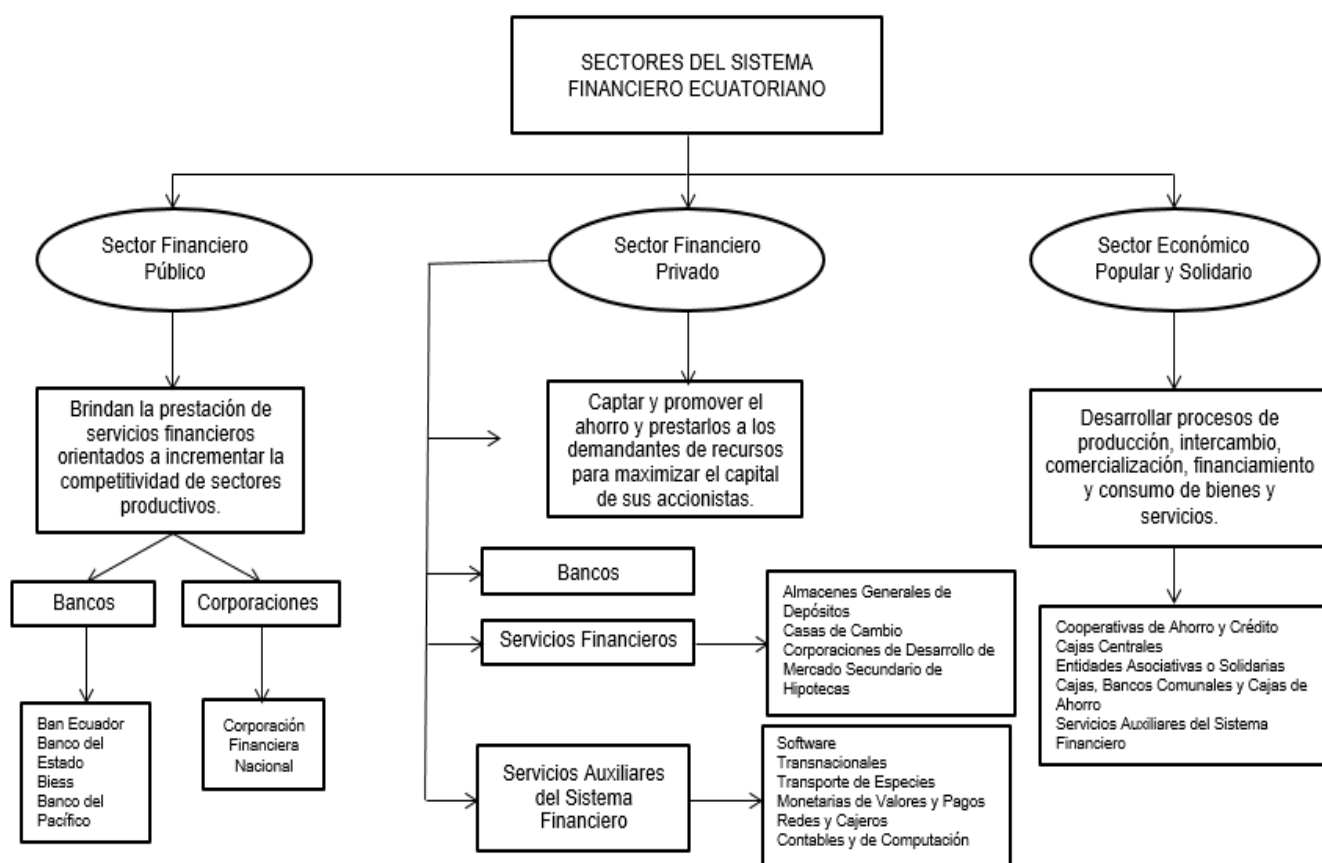 SECTORES DEL SISTEMA
FINANCIERO ECUATORIANO
Sector Financiero
Público
Sector Financiero
Privado
Sector Económico
Popular y Solidario
Brindan la prestación de
servicios financieros
orientados a incrementar la
competitividad de sectores
productivos.
Captar y promover el
ahorro y prestarlos a los
demandantes de recursos
para maximizar el capital
de sus accionistas.
Desarrollar procesos de
producción, intercambio,
comercialización, financiamiento
y consumo de bienes y
servicios.
Bancos
Corporaciones
Bancos
Servicios Financieros
Almacenes Generales de
Depósitos
Casas de Cambio
Corporaciones de Desarrollo de
Mercado Secundario de
Hipotecas
Cooperativas de Ahorro y Crédito
Cajas Centrales
Entidades Asociativas o Solidarias
Cajas, Bancos Comunales y Cajas de
Ahorro
Servicios Auxiliares del Sistema
Financiero
Ban Ecuador
Banco del
Estado
Biess
Banco del
Pacífico
Corporación
Financiera
Nacional
Servicios Auxiliares
del Sistema
Financiero
Software
Transnacionales
Transporte de Especies
Monetarias de Valores y Pagos
Redes y Cajeros
Contables y de Computación